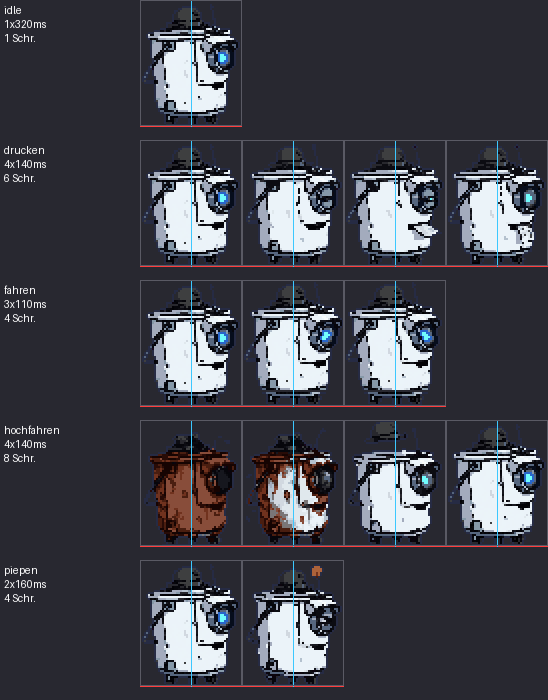 idle
1x320ms
1 Schr.
drucken
4x140ms
6 Schr.
fahren
3x110ms
4 Schr.
hochfahren
4x140ms
8 Schr.
piepen
2x160ms
4 Schr.